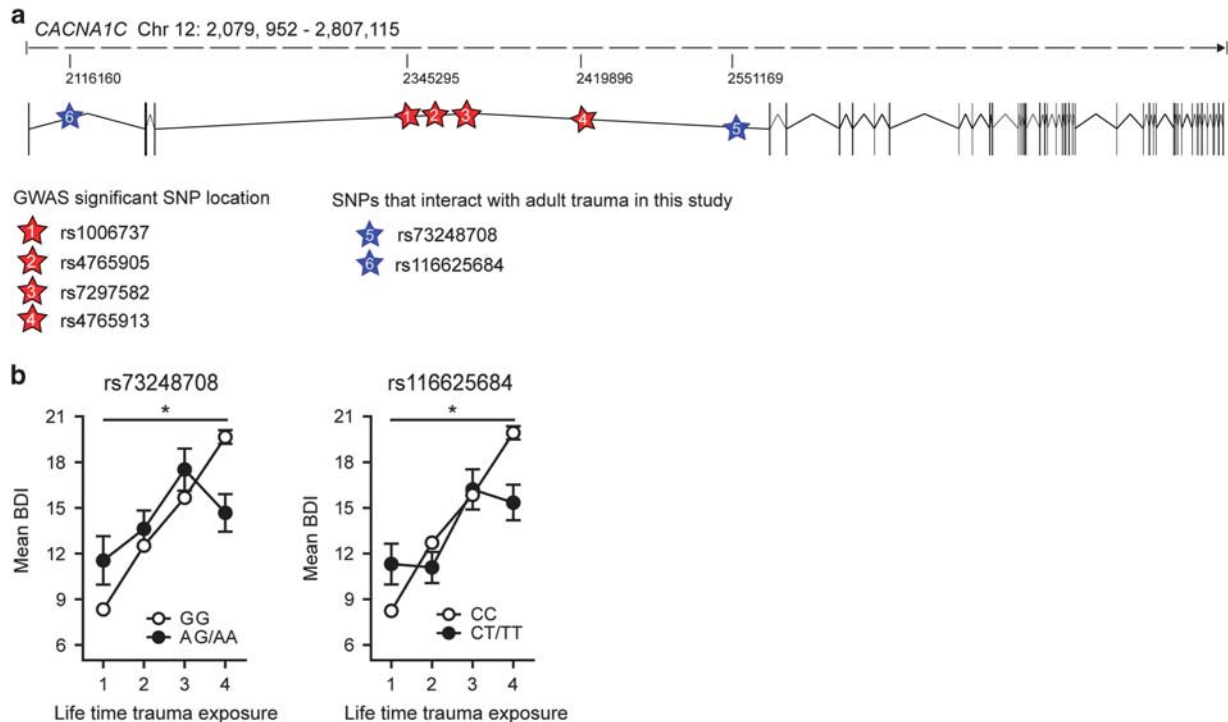 a
CACNA1C Chr 12: 2,079, 952 - 2,807,115
2116160 2345295 2419896 2551169
6 1 2 3 4 5
GWAS significant SNP location
1 rs1006737
2 rs4765905
3 rs7297582
4 rs4765913
SNPs that interact with adult trauma in this study
5 rs73248708
6 rs116625684
b
rs73248708
*
Mean BDI
21
18
15
12
9
6
GG
AG/AA
1 2 3 4
Life time trauma exposure
rs116625684
*
Mean BDI
21
18
15
12
9
6
CC
CT/TT
1 2 3 4
Life time trauma exposure